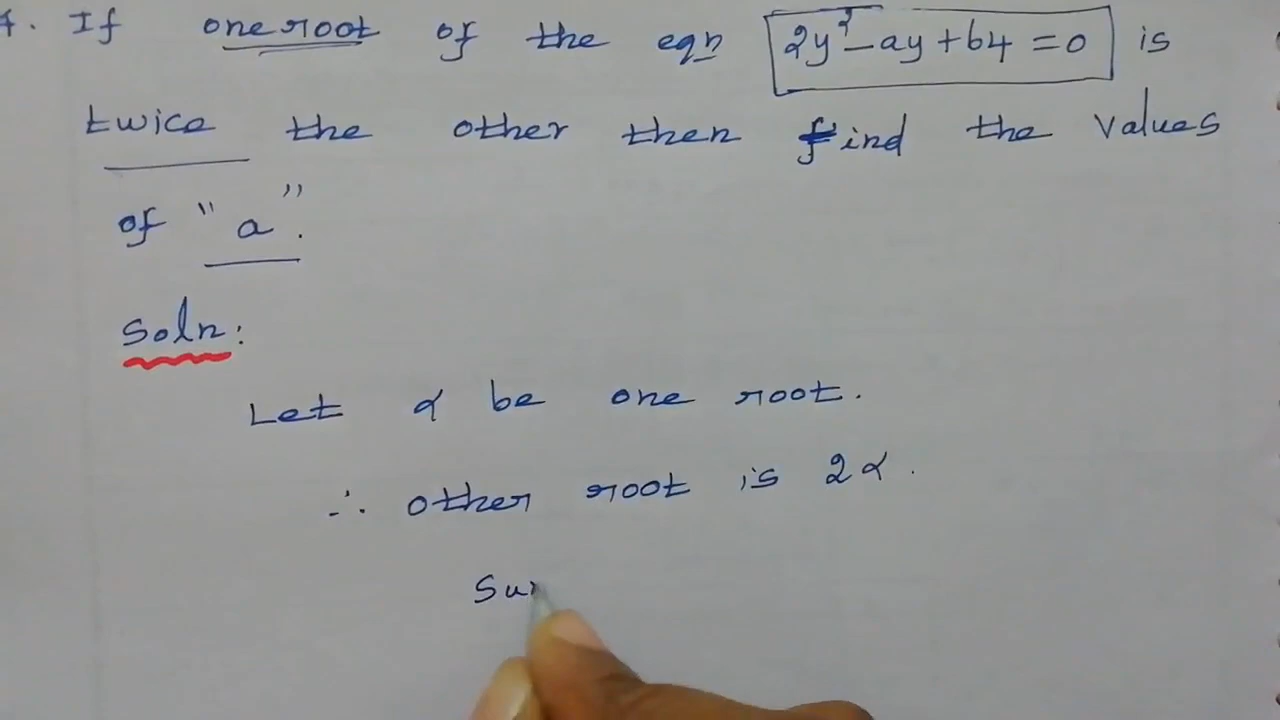 4. If one root of the eqn 2y² - ay + 64 = 0 is
twice the other then find the values
of "a".
Soln:
Let α be one root.
∴ other root is 2α.
Su